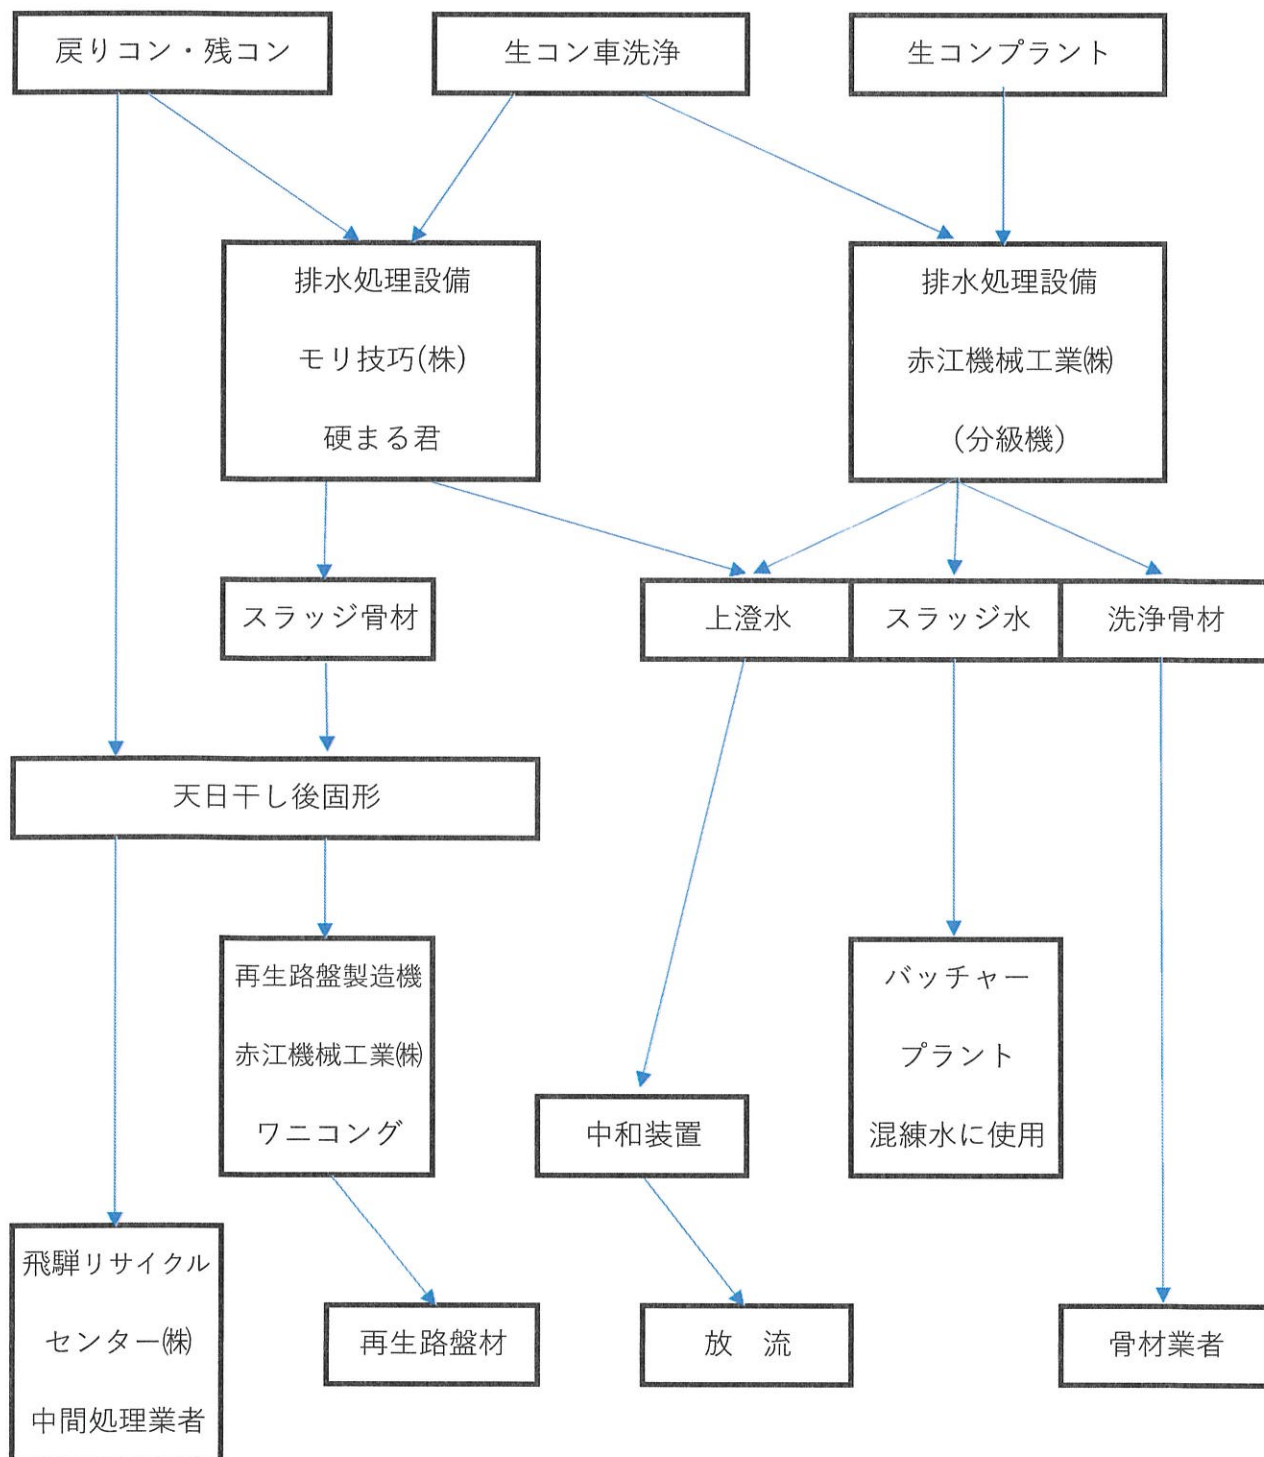 戻りコン・残コン
生コン車洗浄
生コンプラント
排水処理設備
モリ技巧(株)
硬まる君
排水処理設備
赤江機械工業㈱
（分級機）
スラッジ骨材
上澄水
スラッジ水
洗浄骨材
天日干し後固形
再生路盤製造機
赤江機械工業㈱
ワニコング
中和装置
バッチャー
プラント
混練水に使用
飛騨リサイクル
センター㈱
中間処理業者
再生路盤材
放　流
骨材業者